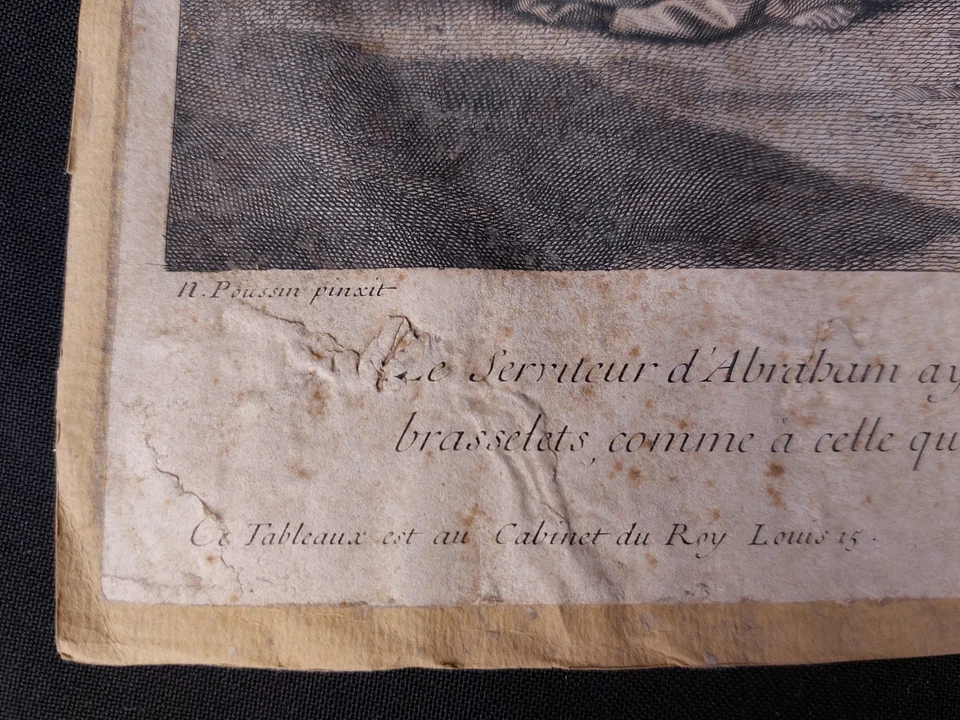 N. Poussin pinxit
Le Serviteur d'Abraham ay
brasselets, comme à celle qu
Ce Tableaux est au Cabinet du Roy Louis 15.